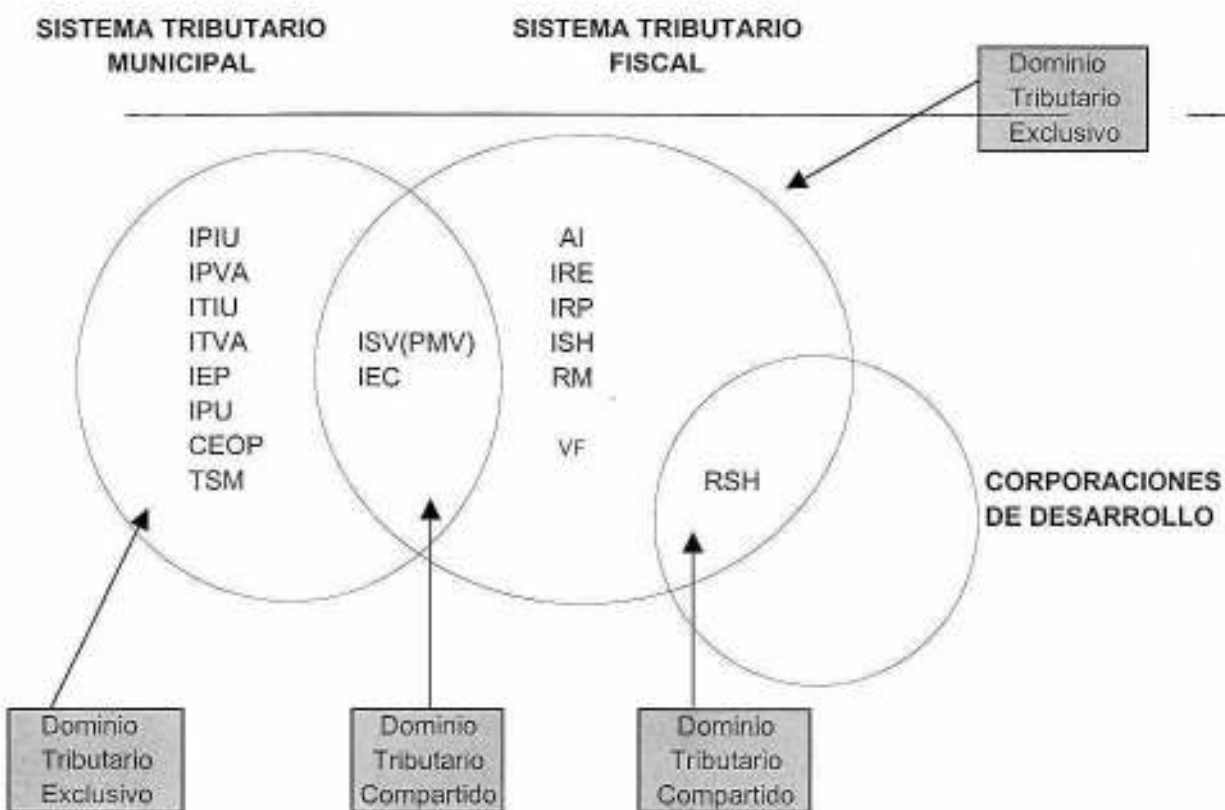 SISTEMA TRIBUTARIO
MUNICIPAL
SISTEMA TRIBUTARIO
FISCAL
Dominio
Tributario
Exclusivo
IPIU
IPVA
ITIU
ITVA
IEP
IPU
CEOP
TSM
ISV(PMV)
IEC
AI
IRE
IRP
ISH
RM
VF
RSH
CORPORACIONES
DE DESARROLLO
Dominio
Tributario
Exclusivo
Dominio
Tributario
Compartido
Dominio
Tributario
Compartido